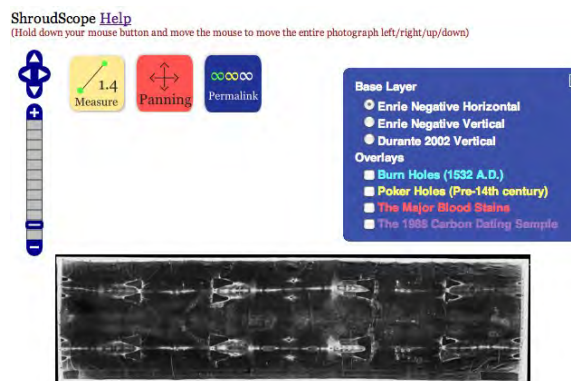 ShroudScope Help
(Hold down your mouse button and move the mouse to move the entire photograph left/right/up/down)
1.4
Measure
Panning
Permalink
Base Layer
Enrie Negative Horizontal
Enrie Negative Vertical
Durante 2002 Vertical
Overlays
Burn Holes (1532 A.D.)
Poker Holes (Pre-14th century)
The Major Blood Stains
The 1988 Carbon Dating Sample